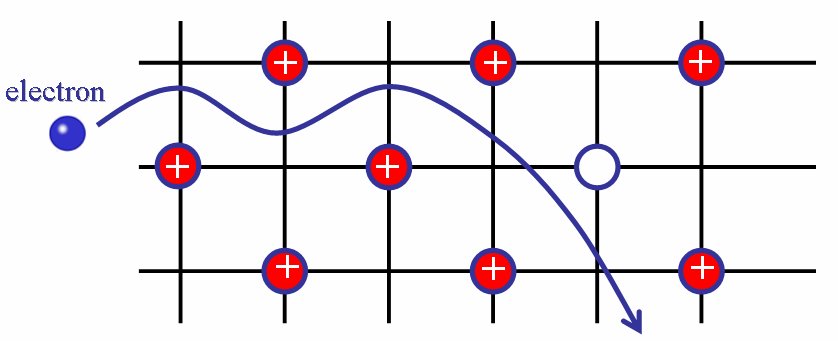 + + +
electron
+ +
+ + +